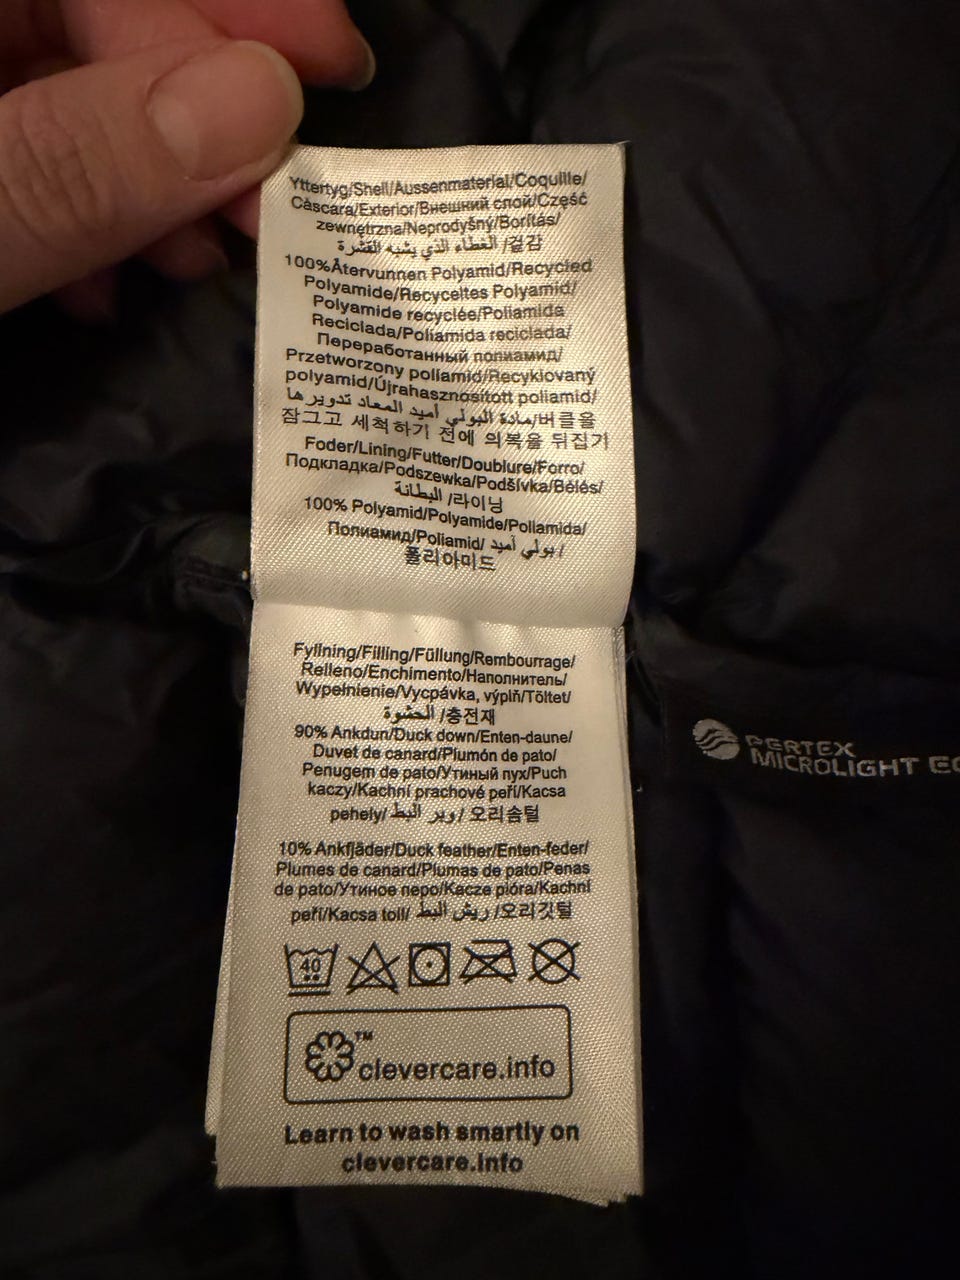 Yttertyg/Shell/Aussenmaterial/Coquille/
Càscara/Exterior/Внешний слой/Część
zewnętrzna/Neprodyšný/Borítás/
걸감/ الغطاء الذي يشبه القشرة
100%Återvunnen Polyamid/Recycled
Polyamide/Recyceltes Polyamid/
Polyamide recyclée/Poliamida
Reciclada/Poliamida reciclada/
Переработанный полиамид/
Przetworzony poliamid/Recyklovaný
polyamid/Újrahasznosított poliamid/
버클을/مادة البولي أميد المعاد تدويرها
잠그고 세척하기 전에 의복을 뒤집기
Foder/Lining/Futter/Doublure/Forro/
Подкладка/Podszewka/Podšívka/Bélés/
라이닝/ البطانة
100% Polyamid/Polyamide/Poliamida/
Полиамид/Poliamid/ بولي أميد /
폴리아미드
Fyllning/Filling/Füllung/Rembourrage/
Relleno/Enchimento/Наполнитель/
Wypełnienie/Vycpávka, výplň/Töltet/
충전재/ الحشوة
90% Ankdun/Duck down/Enten-daune/
Duvet de canard/Plumón de pato/
Penugem de pato/Утиный пух/Puch
kaczy/Kachní prachové peří/Kacsa
pehely/ وبر البط /오리솜털
10% Ankfjäder/Duck feather/Enten-feder/
Plumes de canard/Plumas de pato/Penas
de pato/Утиное перо/Kacze pióra/Kachní
peří/Kacsa toll/ ريش البط /오리깃털
40
TM
clevercare.info
Learn to wash smartly on
clevercare.info
PERTEX
MICROLIGHT